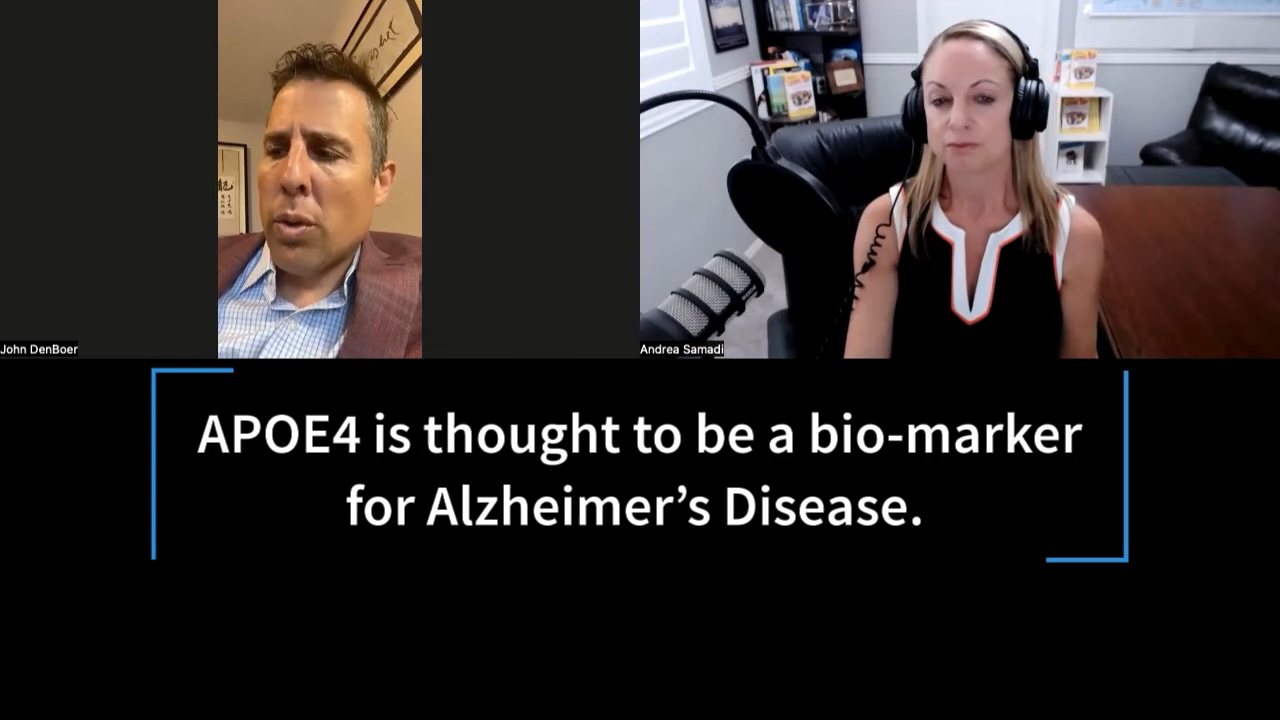 John DenBoer
Andrea Samadi
APOE4 is thought to be a bio-marker
for Alzheimer’s Disease.